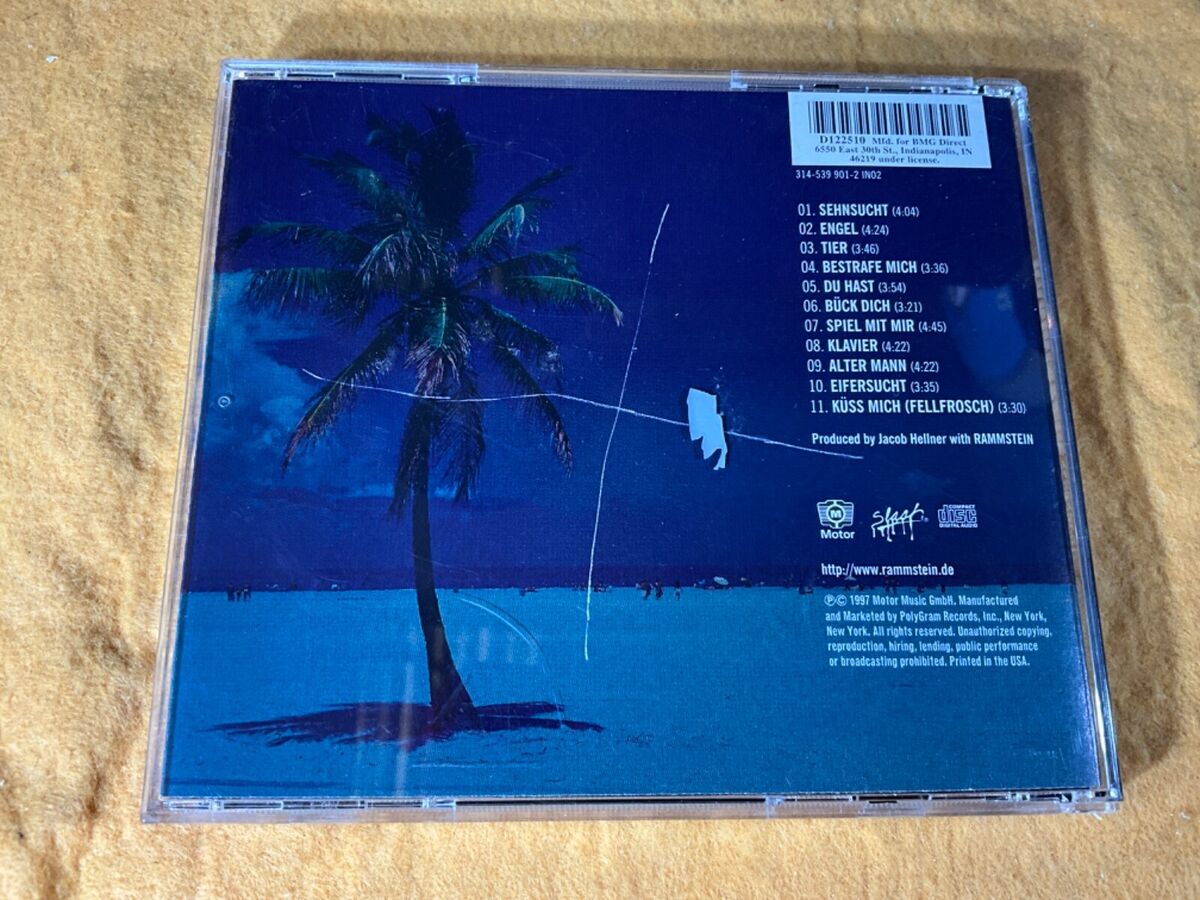 D122510 Mfd. for BMG Direct
6550 East 30th St., Indianapolis, IN
46219 under license.
314-539 901-2 IN02
01. SEHNSUCHT (4:04)
02. ENGEL (4:24)
03. TIER (3:46)
04. BESTRAFE MICH (3:36)
05. DU HAST (3:54)
06. BÜCK DICH (3:21)
07. SPIEL MIT MIR (4:45)
08. KLAVIER (4:22)
09. ALTER MANN (4:22)
10. EIFERSUCHT (3:35)
11. KÜSS MICH (FELLFROSCH) (3:30)
Produced by Jacob Hellner with RAMMSTEIN
M
Motor
slash
COMPACT
disc
DIGITAL AUDIO
http://www.rammstein.de
℗© 1997 Motor Music GmbH. Manufactured
and Marketed by PolyGram Records, Inc., New York,
New York. All rights reserved. Unauthorized copying,
reproduction, hiring, lending, public performance
or broadcasting prohibited. Printed in the USA.